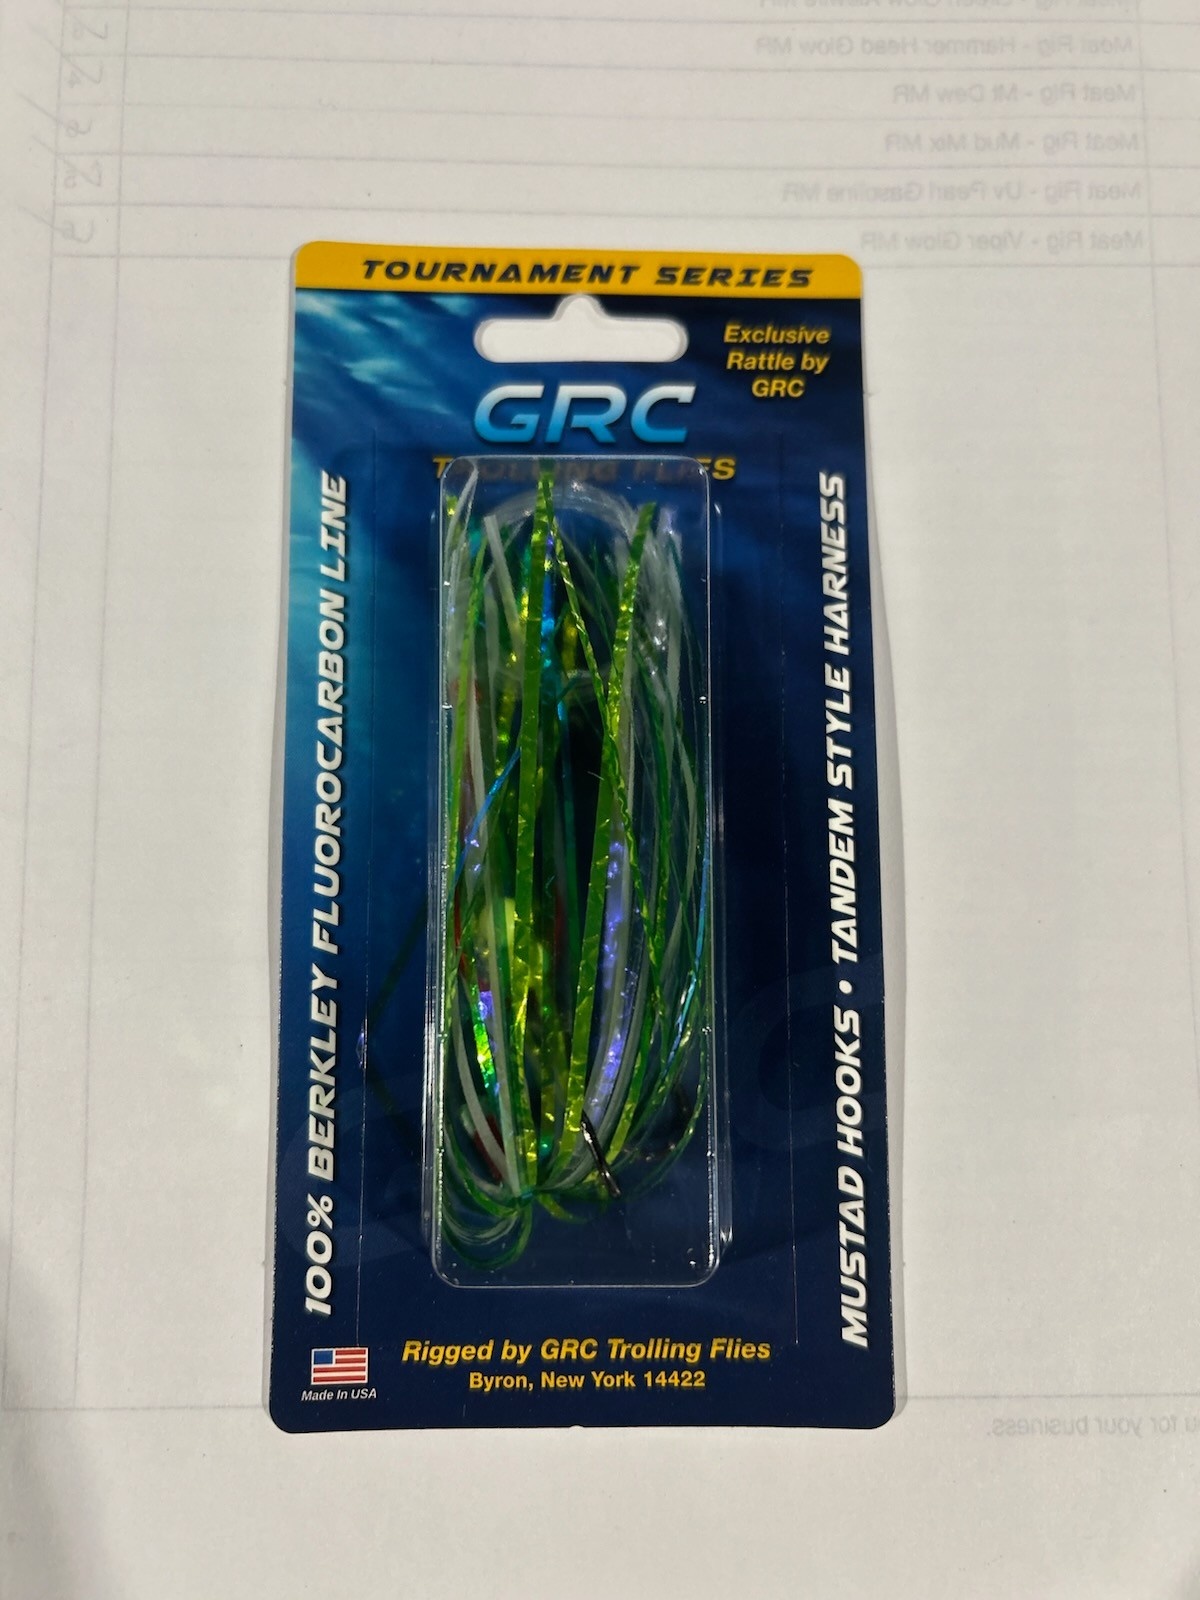 Meat Rig - Hammer Head Glow MR
Meat Rig - Mt Dew MR
Meat Rig - Mud Mix MR
Meat Rig - Uv Pearl Gasoline MR
Meat Rig - Viper Glow MR
TOURNAMENT SERIES
Exclusive
Rattle by
GRC
GRC
TROLLING FLIES
100% BERKLEY FLUOROCARBON LINE
MUSTAD HOOKS • TANDEM STYLE HARNESS
Rigged by GRC Trolling Flies
Byron, New York 14422
Made In USA
for your business.